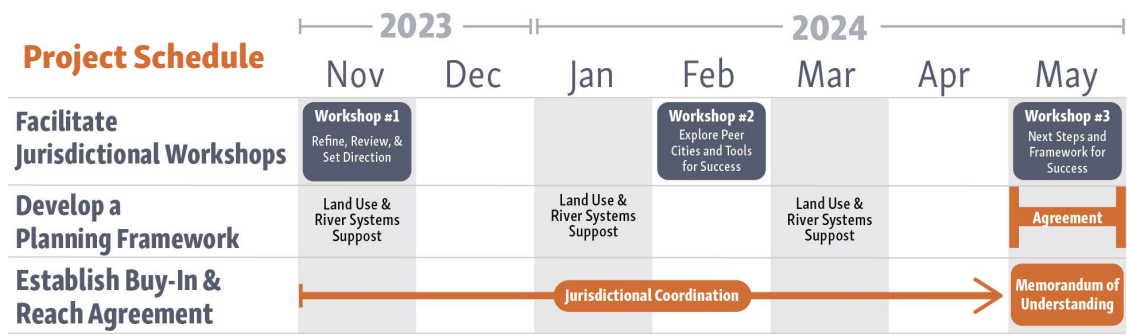 2023
2024
Project Schedule
Nov
Dec
Jan
Feb
Mar
Apr
May
Facilitate
Jurisdictional Workshops
Workshop #1
Refine, Review, &
Set Direction
Workshop #2
Explore Peer
Cities and Tools
for Success
Workshop #3
Next Steps and
Framework for
Success
Develop a
Planning Framework
Land Use &
River Systems
Suppost
Land Use &
River Systems
Suppost
Land Use &
River Systems
Suppost
Agreement
Establish Buy-In &
Reach Agreement
Jurisdictional Coordination
Memorandum of
Understanding